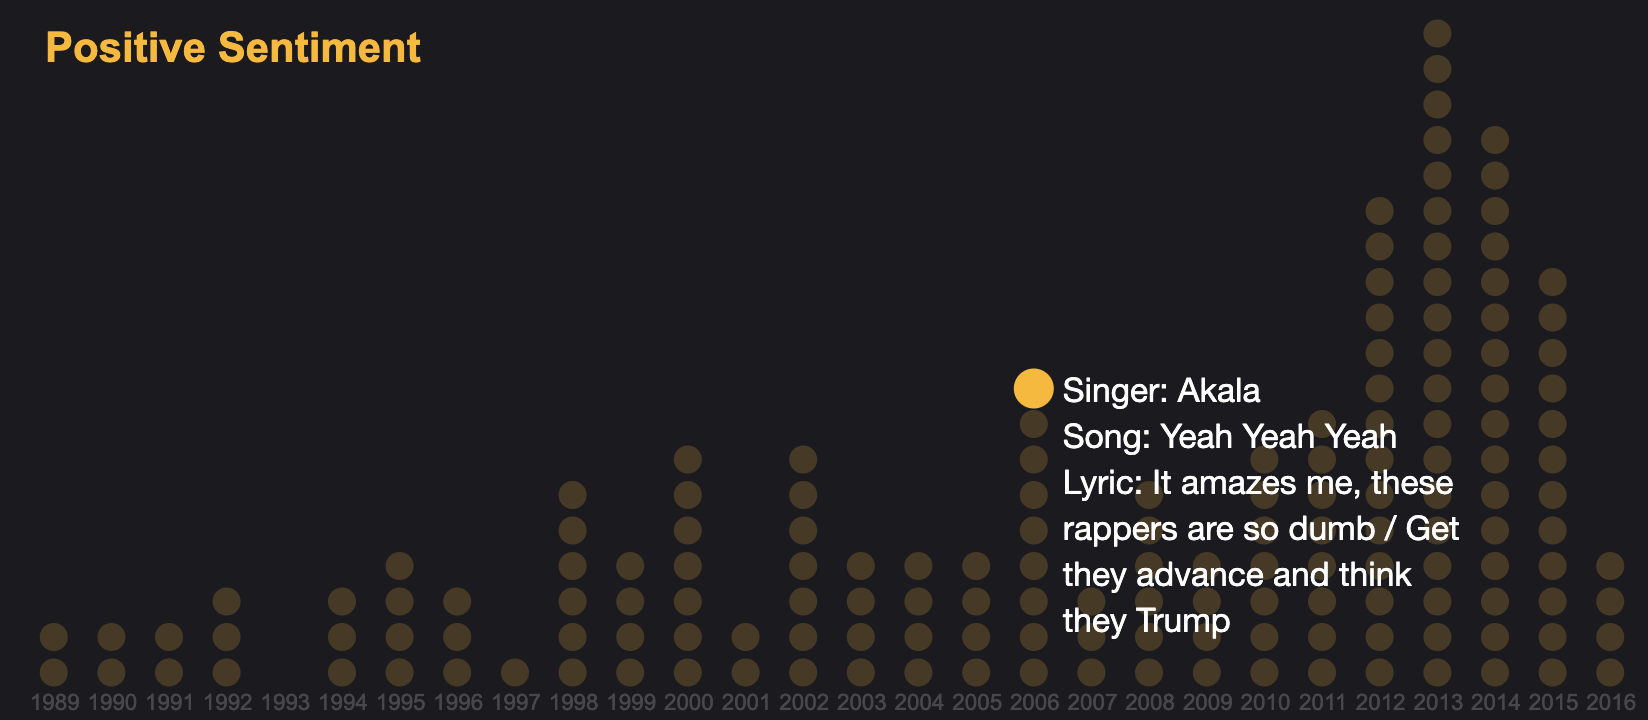 Positive Sentiment
Singer: Akala
Song: Yeah Yeah Yeah
Lyric: It amazes me, these
rappers are so dumb / Get
they advance and think
they Trump
1989 1990 1991 1992 1993 1994 1995 1996 1997 1998 1999 2000 2001 2002 2003 2004 2005 2006 2007 2008 2009 2010 2011 2012 2013 2014 2015 2016